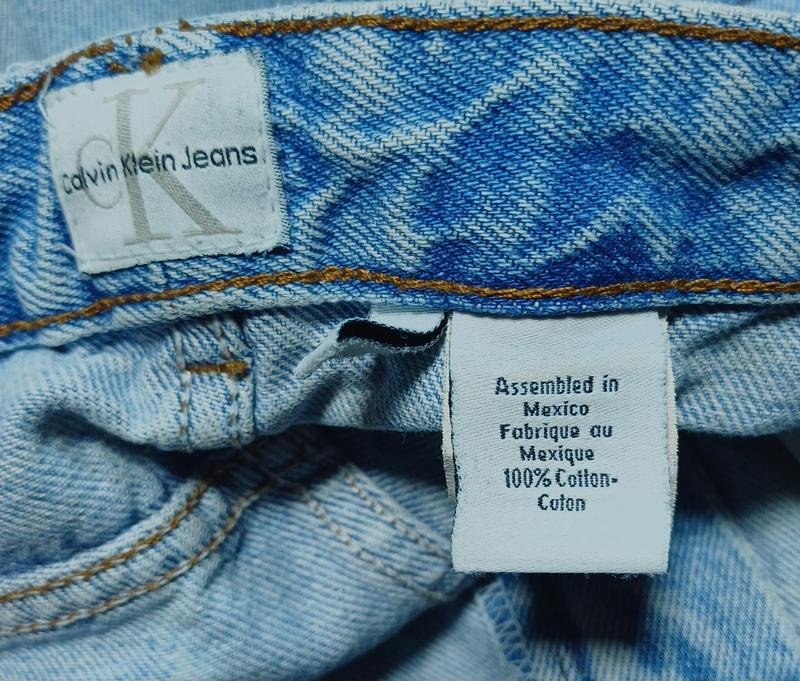 CK
Calvin Klein Jeans
Assembled in
Mexico
Fabrique au
Mexique
100% Cotton-
Coton